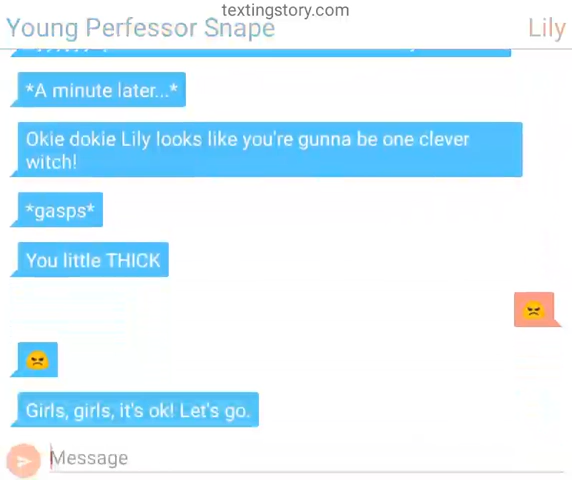 textingstory.com
Young Perfessor Snape
Lily
*A minute later...*
Okie dokie Lily looks like you're gunna be one clever
witch!
*gasps*
You little THICK
😠
😠
Girls, girls, it's ok! Let's go.
Message